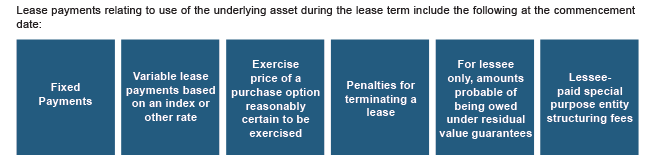 Lease payments relating to use of the underlying asset during the lease term include the following at the commencement
date:
Fixed
Payments
Variable lease
payments based
on an index or
other rate
Exercise
price of a
purchase option
reasonably
certain to be
exercised
Penalties for
terminating a
lease
For lessee
only, amounts
probable of
being owed
under residual
value guarantees
Lessee-
paid special
purpose entity
structuring fees